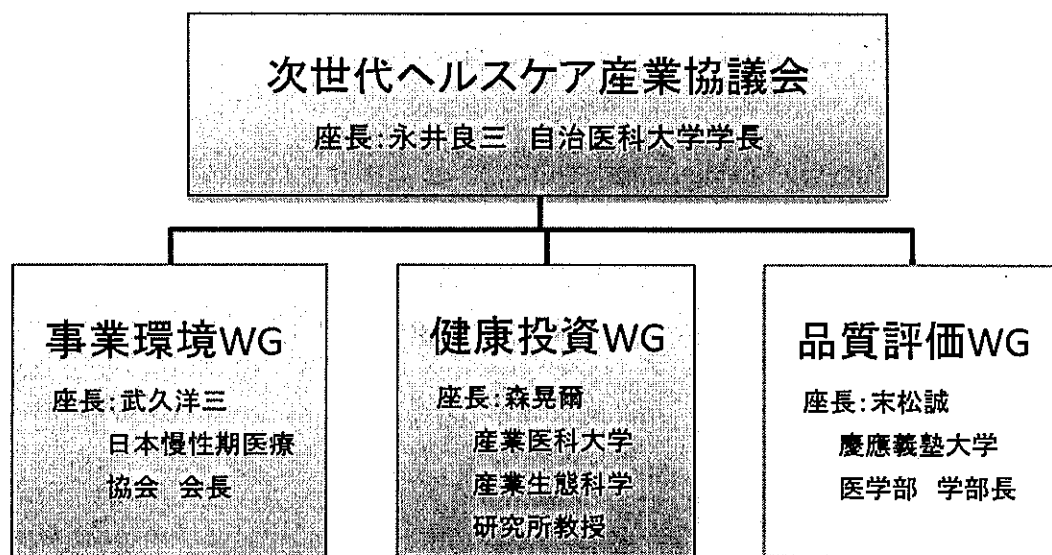 次世代ヘルスケア産業協議会
座長:永井良三 自治医科大学学長
事業環境WG
座長:武久洋三
日本慢性期医療
協会 会長
健康投資WG
座長:森晃爾
産業医科大学
産業生態科学
研究所教授
品質評価WG
座長:末松誠
慶應義塾大学
医学部 学部長